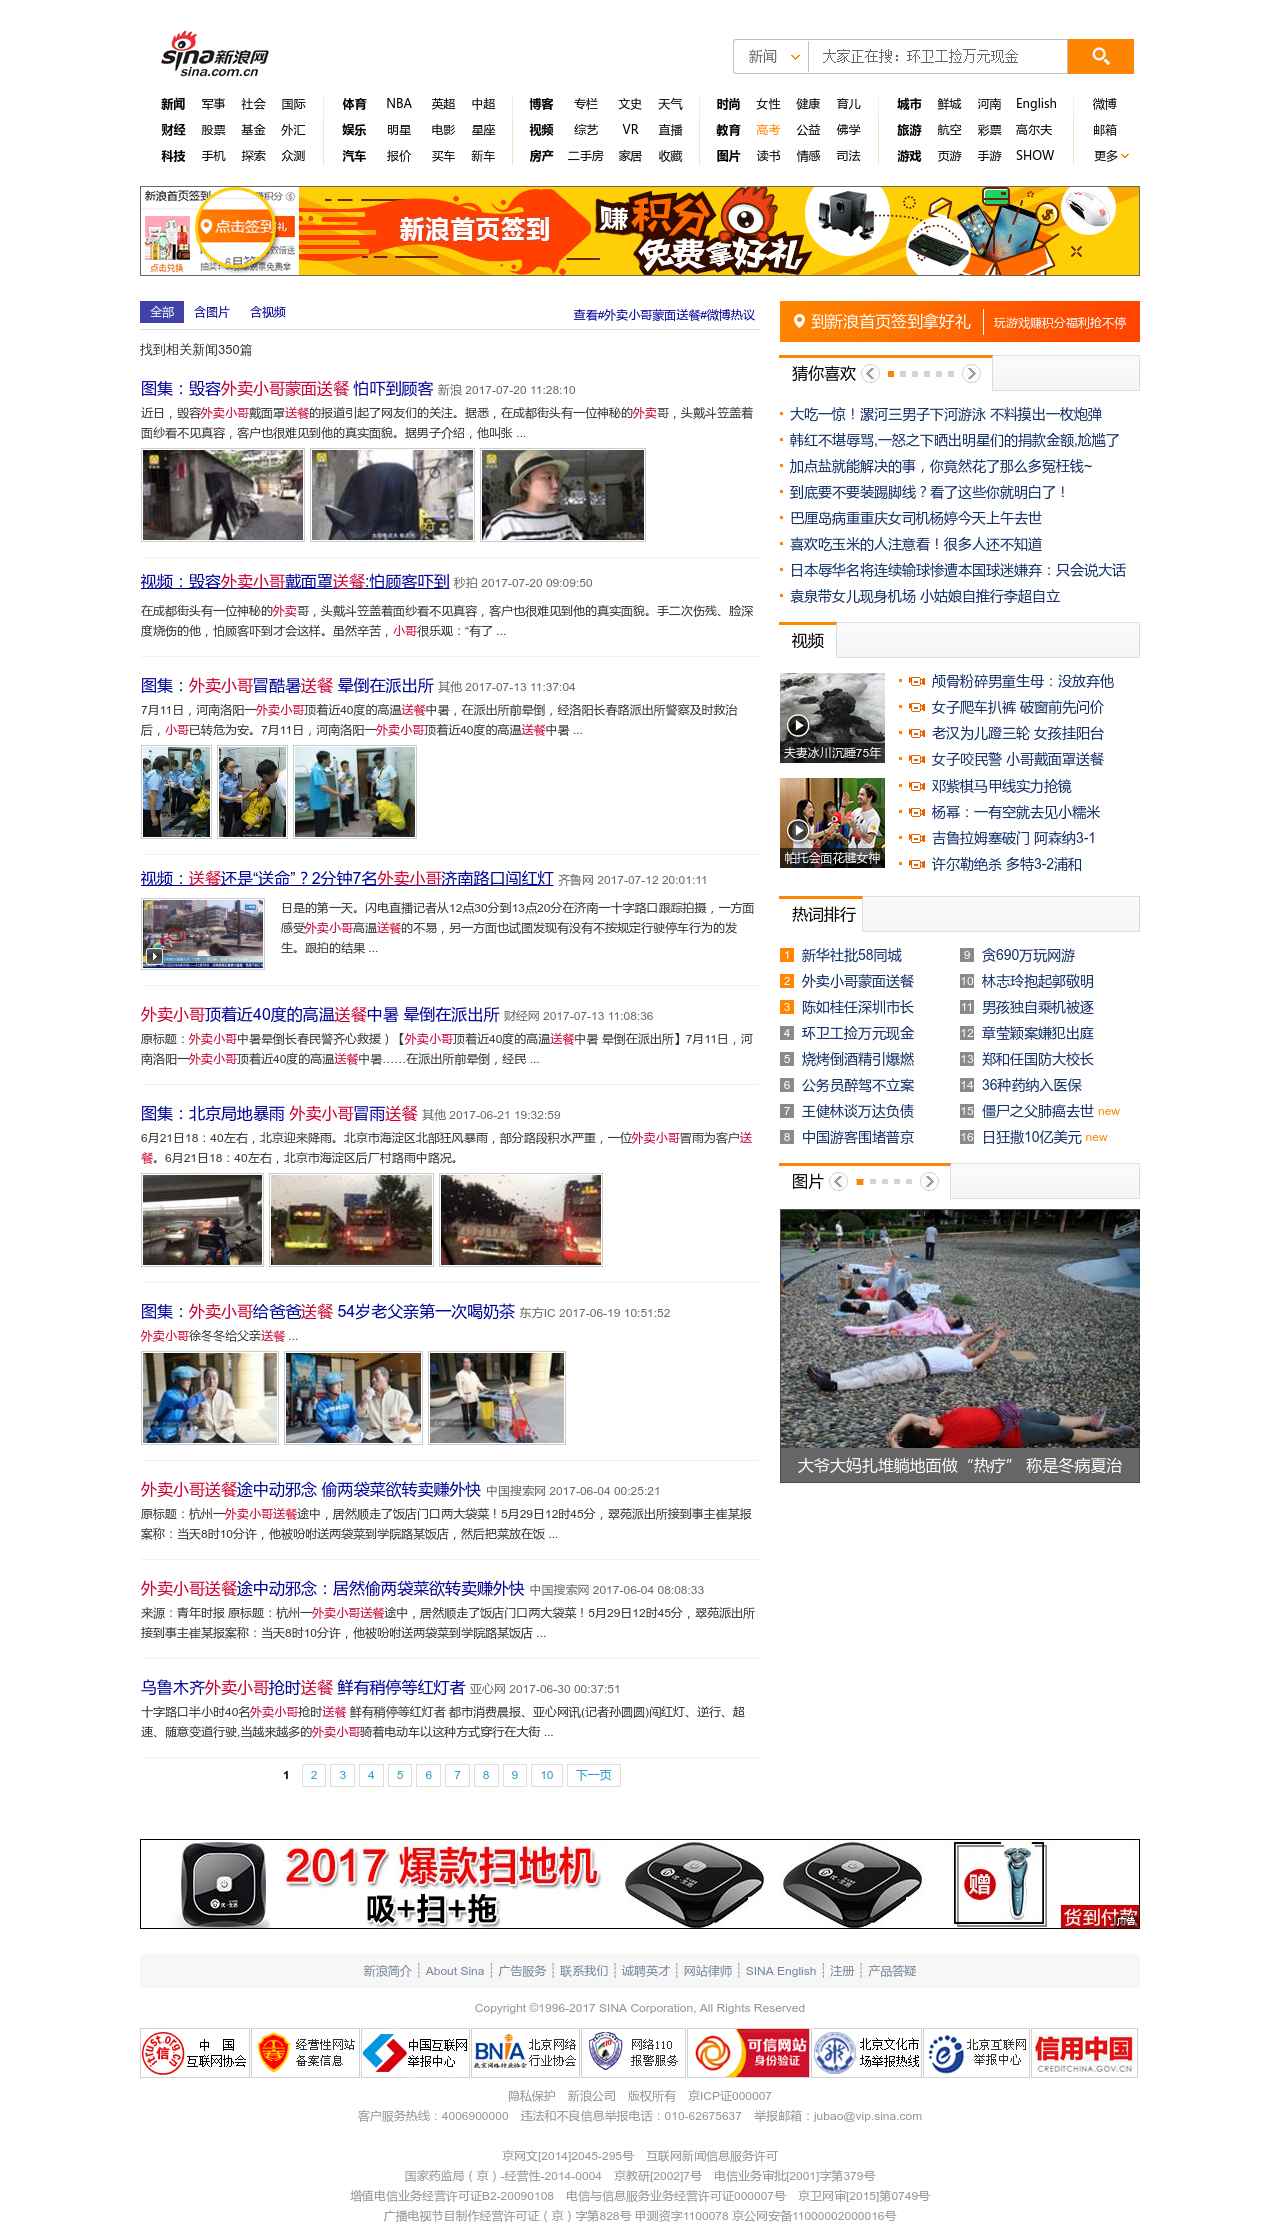 sina新浪网
sina.com.cn
新闻 大家正在搜：环卫工捡万元现金
新闻 军事 社会 国际 体育 NBA 英超 中超 博客 专栏 文史 天气 时尚 女性 健康 育儿 城市 鲜城 河南 English 微博
财经 股票 基金 外汇 娱乐 明星 电影 星座 视频 综艺 VR 直播 教育 高考 公益 佛学 旅游 航空 彩票 高尔夫 邮箱
科技 手机 探索 众测 汽车 报价 买车 新车 房产 二手房 家居 收藏 图片 读书 情感 司法 游戏 页游 手游 SHOW 更多
新浪首页签到
点击签到
点击兑换
新浪首页签到
赚积分
免费拿好礼
全部 含图片 含视频
查看#外卖小哥蒙面送餐#微博热议
找到相关新闻350篇
图集：毁容外卖小哥蒙面送餐 怕吓到顾客 新浪 2017-07-20 11:28:10
近日，毁容外卖小哥戴面罩送餐的报道引起了网友们的关注。据悉，在成都街头有一位神秘的外卖哥，头戴斗笠盖着
面纱看不见真容，客户也很难见到他的真实面貌。据男子介绍，他叫张 ...
视频：毁容外卖小哥戴面罩送餐:怕顾客吓到 秒拍 2017-07-20 09:09:50
在成都街头有一位神秘的外卖哥，头戴斗笠盖着面纱看不见真容，客户也很难见到他的真实面貌。手二次伤残、脸深
度烧伤的他，怕顾客吓到才会这样。虽然辛苦，小哥很乐观：“有了 ...
图集：外卖小哥冒酷暑送餐 晕倒在派出所 其他 2017-07-13 11:37:04
7月11日，河南洛阳一外卖小哥顶着近40度的高温送餐中暑，在派出所前晕倒，经洛阳长春路派出所警察及时救治
后，小哥已转危为安。7月11日，河南洛阳一外卖小哥顶着近40度的高温送餐中暑 ...
视频：送餐还是“送命”？2分钟7名外卖小哥济南路口闯红灯 齐鲁网 2017-07-12 20:01:11
日是的第一天。闪电直播记者从12点30分到13点20分在济南一十字路口跟踪拍摄，一方面
感受外卖小哥高温送餐的不易，另一方面也试图发现有没有不按规定行驶停车行为的发
生。跟拍的结果 ...
外卖小哥顶着近40度的高温送餐中暑 晕倒在派出所 财经网 2017-07-13 11:08:36
原标题：外卖小哥中暑晕倒长春民警齐心救援）【外卖小哥顶着近40度的高温送餐中暑 晕倒在派出所】7月11日，河
南洛阳一外卖小哥顶着近40度的高温送餐中暑……在派出所前晕倒，经民 ...
图集：北京局地暴雨 外卖小哥冒雨送餐 其他 2017-06-21 19:32:59
6月21日18：40左右，北京迎来降雨。北京市海淀区北部狂风暴雨，部分路段积水严重，一位外卖小哥冒雨为客户送
餐。6月21日18：40左右，北京市海淀区后厂村路雨中路况。
图集：外卖小哥给爸爸送餐 54岁老父亲第一次喝奶茶 东方IC 2017-06-19 10:51:52
外卖小哥徐冬冬给父亲送餐 ...
外卖小哥送餐途中动邪念 偷两袋菜欲转卖赚外快 中国搜索网 2017-06-04 00:25:21
原标题：杭州一外卖小哥送餐途中，居然顺走了饭店门口两大袋菜！5月29日12时45分，翠苑派出所接到事主崔某报
案称：当天8时10分许，他被吩咐送两袋菜到学院路某饭店，然后把菜放在饭 ...
外卖小哥送餐途中动邪念：居然偷两袋菜欲转卖赚外快 中国搜索网 2017-06-04 08:08:33
来源：青年时报 原标题：杭州一外卖小哥送餐途中，居然顺走了饭店门口两大袋菜！5月29日12时45分，翠苑派出所
接到事主崔某报案称：当天8时10分许，他被吩咐送两袋菜到学院路某饭店 ...
乌鲁木齐外卖小哥抢时送餐 鲜有稍停等红灯者 亚心网 2017-06-30 00:37:51
十字路口半小时40名外卖小哥抢时送餐 鲜有稍停等红灯者 都市消费晨报、亚心网讯(记者孙圆圆)闯红灯、逆行、超
速、随意变道行驶,当越来越多的外卖小哥骑着电动车以这种方式穿行在大街 ...
1 2 3 4 5 6 7 8 9 10 下一页
到新浪首页签到拿好礼 玩游戏赚积分福利抢不停
猜你喜欢
大吃一惊！漯河三男子下河游泳 不料摸出一枚炮弹
韩红不堪辱骂,一怒之下晒出明星们的捐款金额,尬尴了
加点盐就能解决的事，你竟然花了那么多冤枉钱~
到底要不要装踢脚线？看了这些你就明白了！
巴厘岛病重重庆女司机杨婷今天上午去世
喜欢吃玉米的人注意看！很多人还不知道
日本辱华名将连续输球惨遭本国球迷嫌弃：只会说大话
袁泉带女儿现身机场 小姑娘自推行李超自立
视频
夫妻冰川沉睡75年
颅骨粉碎男童生母：没放弃他
女子爬车扒裤 破窗前先问价
老汉为儿蹬三轮 女孩挂阳台
女子咬民警 小哥戴面罩送餐
帕托会面花毽女神
邓紫棋马甲线实力抢镜
杨幂：一有空就去见小糯米
吉鲁拉姆塞破门 阿森纳3-1
许尔勒绝杀 多特3-2浦和
热词排行
1 新华社批58同城 9 贪690万玩网游
2 外卖小哥蒙面送餐 10 林志玲抱起郭敬明
3 陈如桂任深圳市长 11 男孩独自乘机被逐
4 环卫工捡万元现金 12 章莹颖案嫌犯出庭
5 烧烤倒酒精引爆燃 13 郑和任国防大校长
6 公务员醉驾不立案 14 36种药纳入医保
7 王健林谈万达负债 15 僵尸之父肺癌去世 new
8 中国游客围堵普京 16 日狂撒10亿美元 new
图片
大爷大妈扎堆躺地面做“热疗” 称是冬病夏治
2017 爆款扫地机
吸+扫+拖
赠
货到付款
广告
新浪简介 About Sina 广告服务 联系我们 诚聘英才 网站律师 SINA English 注册 产品答疑
Copyright ©1996-2017 SINA Corporation, All Rights Reserved
中 国 互联网协会
经营性网站 备案信息
中国互联网 举报中心
BNIA 北京网络 行业协会
网络110 报警服务
可信网站 身份验证
北京文化市 场举报热线
北京互联网 举报中心
信用中国 CREDITCHINA.GOV.CN
隐私保护 新浪公司 版权所有 京ICP证000007
客户服务热线：4006900000 违法和不良信息举报电话：010-62675637 举报邮箱：jubao@vip.sina.com
京网文[2014]2045-295号 互联网新闻信息服务许可
国家药监局（京）-经营性-2014-0004 京教研[2002]7号 电信业务审批[2001]字第379号
增值电信业务经营许可证B2-20090108 电信与信息服务业务经营许可证000007号 京卫网审[2015]第0749号
广播电视节目制作经营许可证（京）字第828号 甲测资字1100078 京公网安备11000002000016号